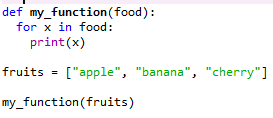 def my_function(food):
  for x in food:
    print(x)

fruits = ["apple", "banana", "cherry"]

my_function(fruits)